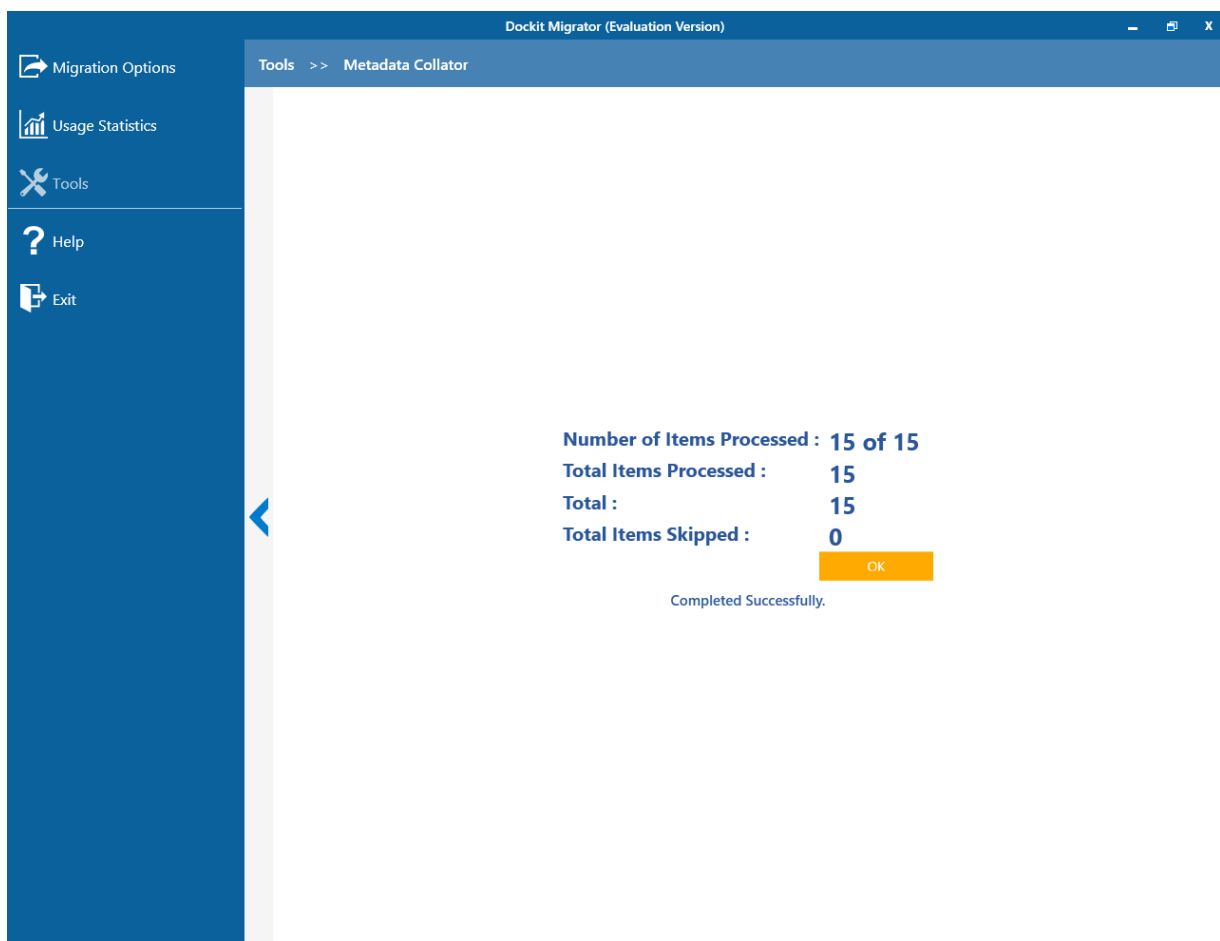 Dockit Migrator (Evaluation Version)
X
Migration Options
Tools >> Metadata Collator
Usage Statistics
Tools
Help
Exit
Number of Items Processed : 15 of 15
Total Items Processed : 15
Total : 15
Total Items Skipped : 0
OK
Completed Successfully.